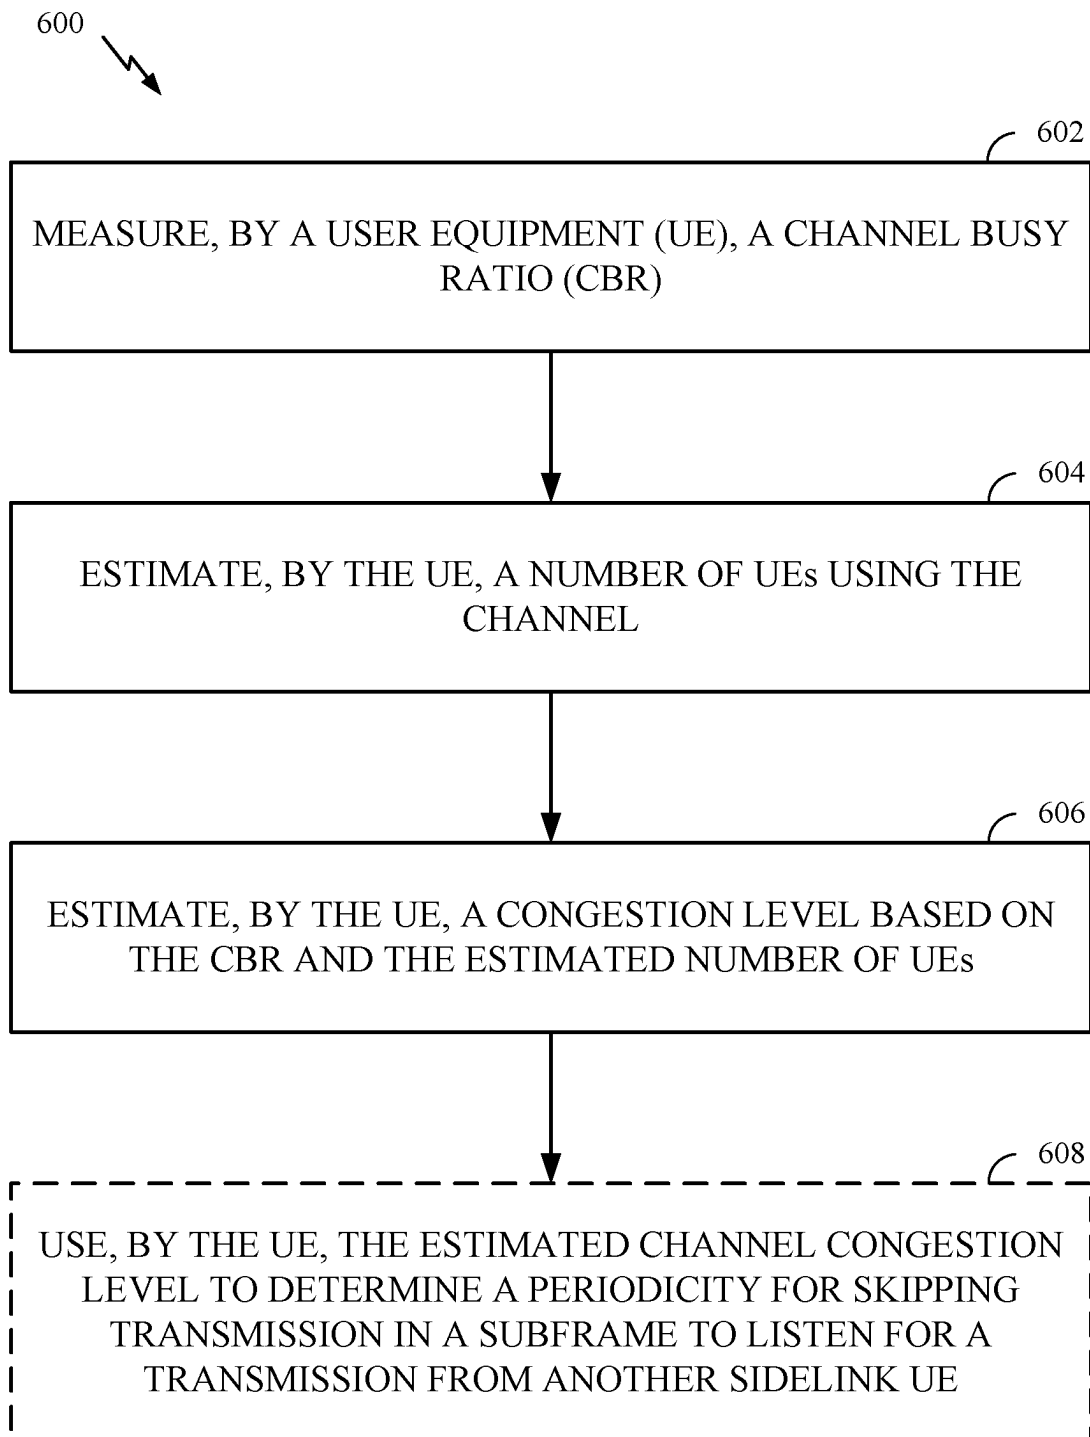 600
602
MEASURE, BY A USER EQUIPMENT (UE), A CHANNEL BUSY
RATIO (CBR)
604
ESTIMATE, BY THE UE, A NUMBER OF UEs USING THE
CHANNEL
606
ESTIMATE, BY THE UE, A CONGESTION LEVEL BASED ON
THE CBR AND THE ESTIMATED NUMBER OF UEs
608
USE, BY THE UE, THE ESTIMATED CHANNEL CONGESTION
LEVEL TO DETERMINE A PERIODICITY FOR SKIPPING
TRANSMISSION IN A SUBFRAME TO LISTEN FOR A
TRANSMISSION FROM ANOTHER SIDELINK UE